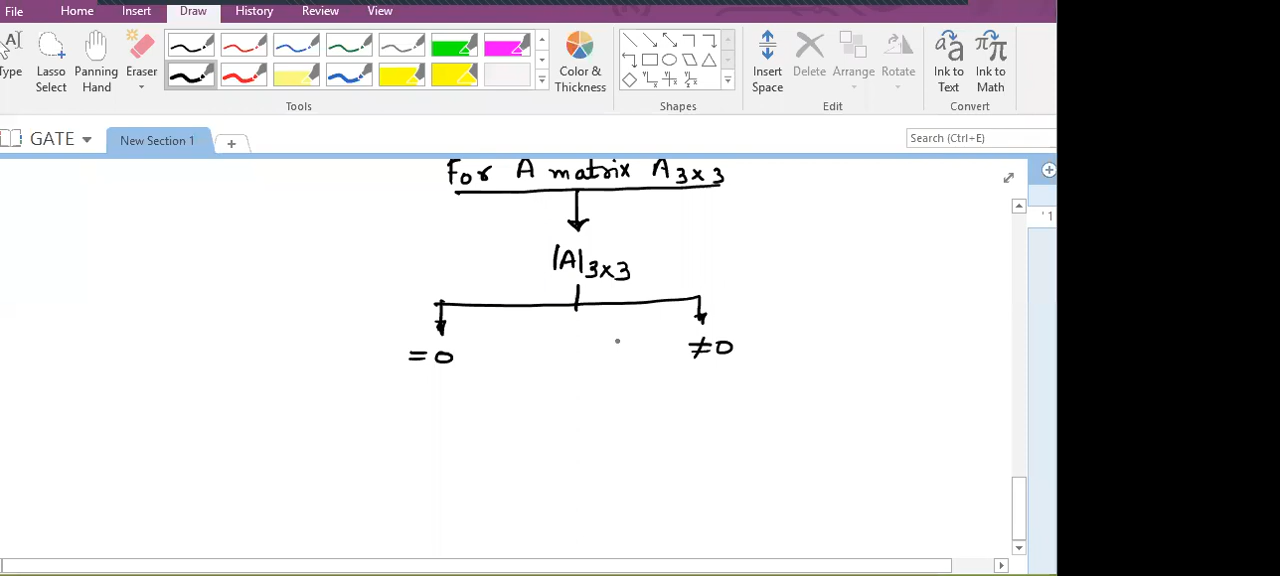 File Home Insert Draw History Review View
Type Lasso Select Panning Hand Eraser Color & Thickness Insert Space Delete Arrange Rotate Ink to Text Ink to Math
Tools Shapes Edit Convert
GATE New Section 1 + Search (Ctrl+E)
For A matrix A 3x3
|A| 3x3
= 0 ≠0